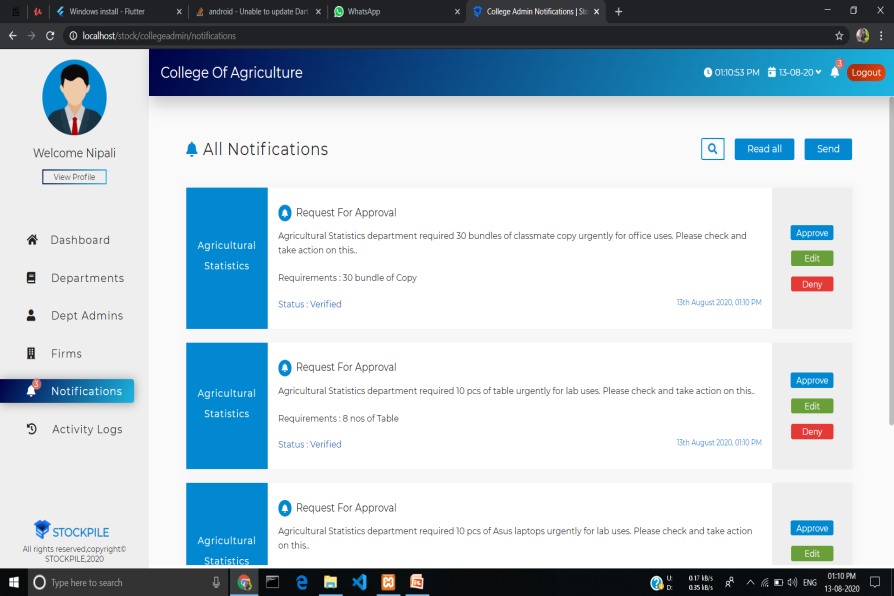 Windows install - Flutter
android - Unable to update Dart
WhatsApp
College Admin Notifications | Sto
localhost/stock/collegeadmin/notifications
College Of Agriculture
01:10:53 PM
13-08-20
3
Logout
Welcome Nipali
View Profile
Dashboard
Departments
Dept Admins
Firms
3
Notifications
Activity Logs
STOCKPILE
All rights reserved,copyright©
STOCKPILE,2020
All Notifications
Read all
Send
Agricultural
Statistics
Request For Approval
Agricultural Statistics department required 30 bundles of classmate copy urgently for office uses. Please check and
take action on this..
Requirements : 30 bundle of Copy
Status : Verified
13th August 2020, 01:10 PM
Approve
Edit
Deny
Agricultural
Statistics
Request For Approval
Agricultural Statistics department required 10 pcs of table urgently for lab uses. Please check and take action on this..
Requirements : 8 nos of Table
Status : Verified
13th August 2020, 01:10 PM
Approve
Edit
Deny
Agricultural
Statistics
Request For Approval
Agricultural Statistics department required 10 pcs of Asus laptops urgently for lab uses. Please check and take action
on this..
Approve
Edit
Type here to search
U: 0.17 kB/s
D: 0.35 kB/s
ENG
01:10 PM
13-08-2020